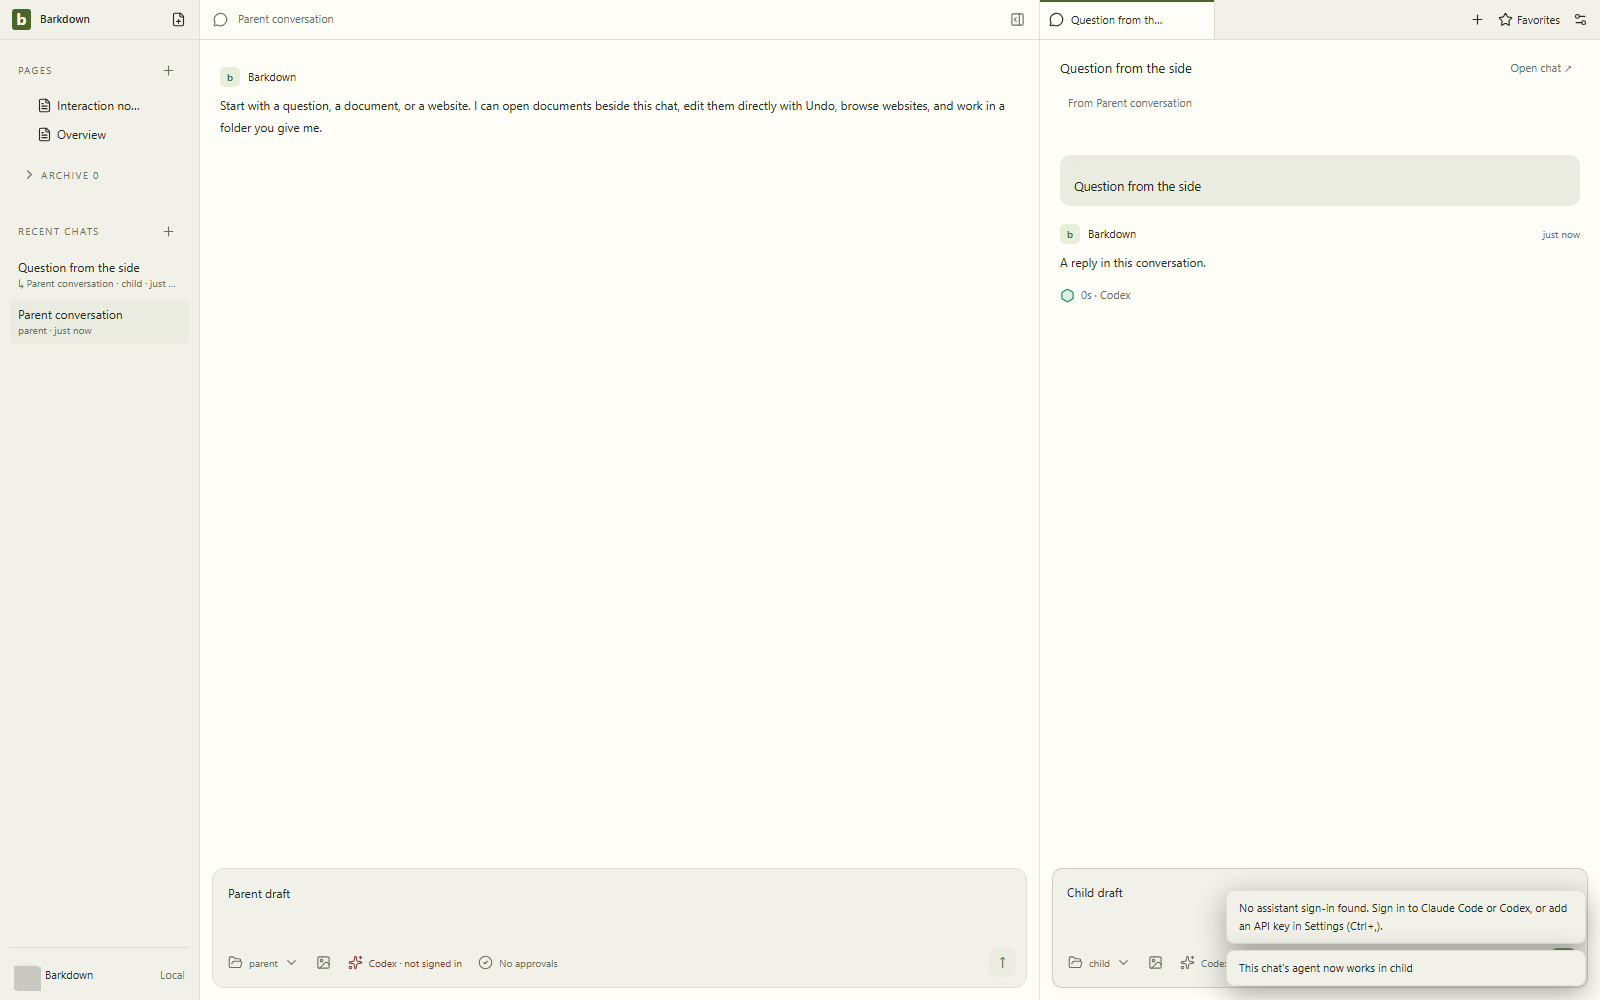 b Barkdown
PAGES
Interaction no...
Overview
ARCHIVE 0
RECENT CHATS
Question from the side
↳ Parent conversation · child · just ...
Parent conversation
parent · just now
Barkdown Local
Parent conversation
b Barkdown
Start with a question, a document, or a website. I can open documents beside this chat, edit them directly with Undo, browse websites, and work in a
folder you give me.
Parent draft
parent Codex · not signed in No approvals
Question from th...
Favorites
Question from the side Open chat ↗
From Parent conversation
Question from the side
b Barkdown just now
A reply in this conversation.
0s · Codex
Child draft
No assistant sign-in found. Sign in to Claude Code or Codex, or add
an API key in Settings (Ctrl+,).
child
This chat's agent now works in child